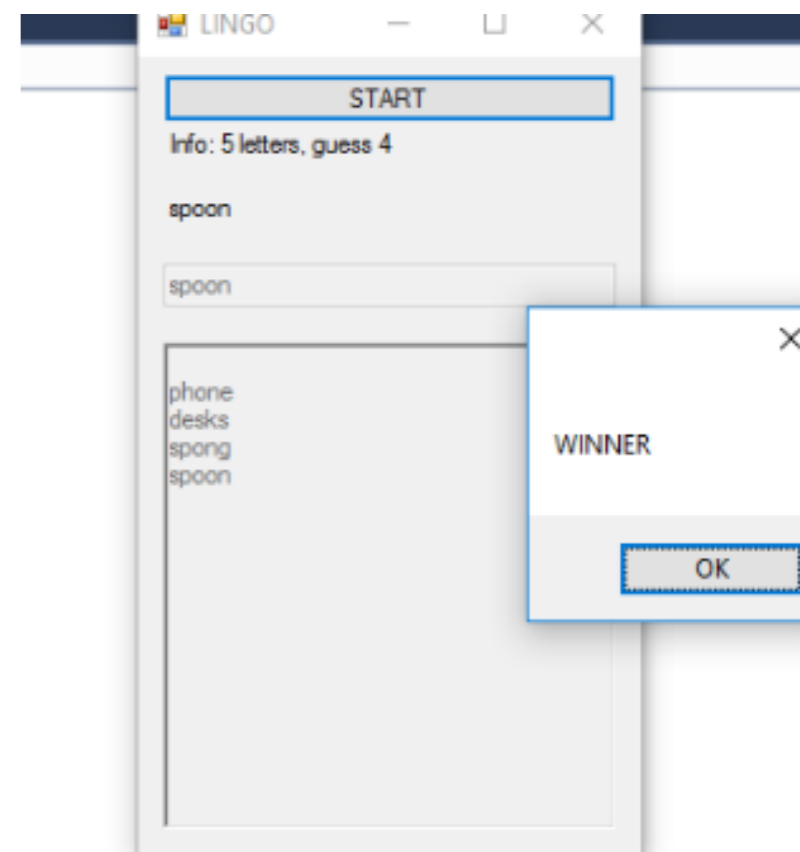 LINGO
START
Info: 5 letters, guess 4
spoon
spoon
phone
desks
spong
spoon
WINNER
OK